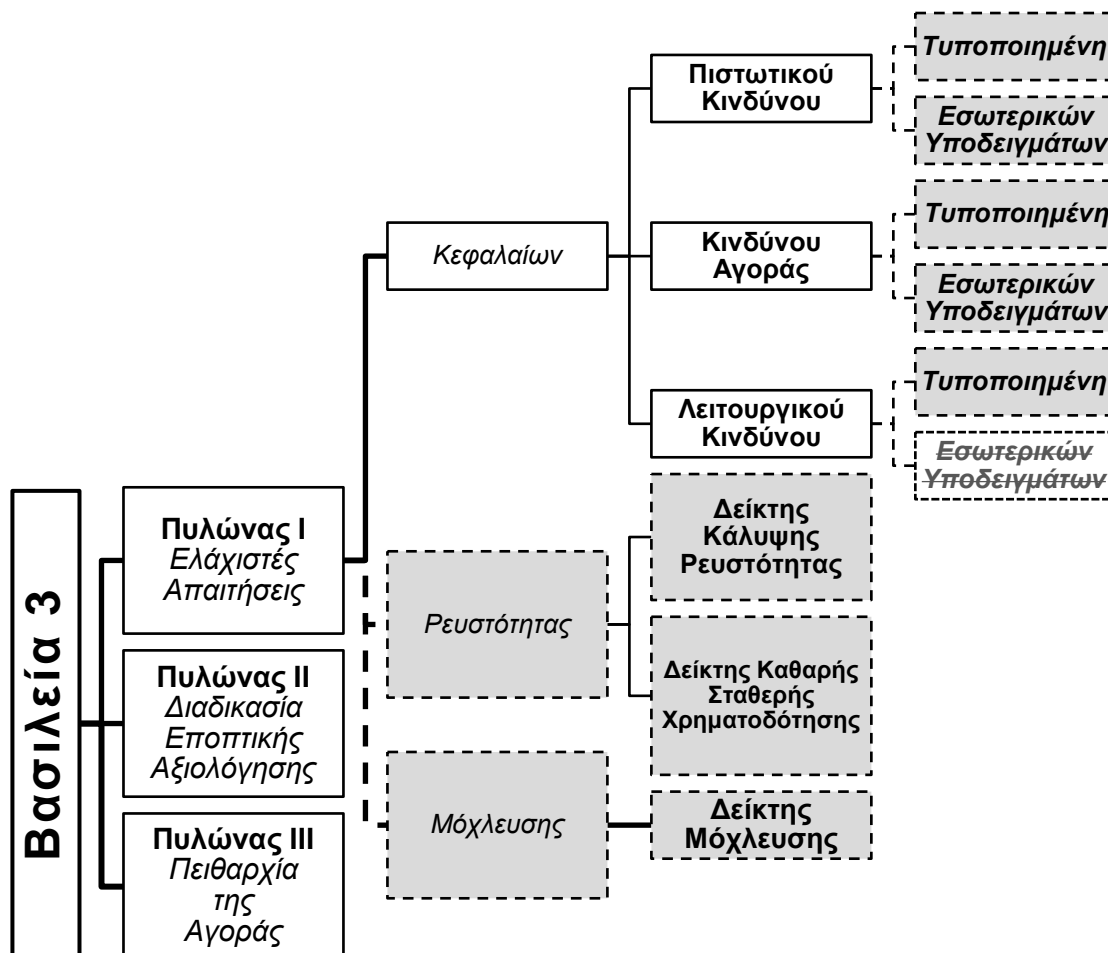 Βασιλεία 3
Πυλώνας I
Ελάχιστές
Απαιτήσεις
Πυλώνας II
Διαδικασία
Εποπτικής
Αξιολόγησης
Πυλώνας III
Πειθαρχία
της
Αγοράς
Κεφαλαίων
Ρευστότητας
Μόχλευσης
Πιστωτικού
Κινδύνου
Κινδύνου
Αγοράς
Λειτουργικού
Κινδύνου
Δείκτης
Κάλυψης
Ρευστότητας
Δείκτης Καθαρής
Σταθερής
Χρηματοδότησης
Δείκτης
Μόχλευσης
Τυποποιημένη
Εσωτερικών
Υποδειγμάτων
Τυποποιημένη
Εσωτερικών
Υποδειγμάτων
Τυποποιημένη
Εσωτερικών
Υποδειγμάτων